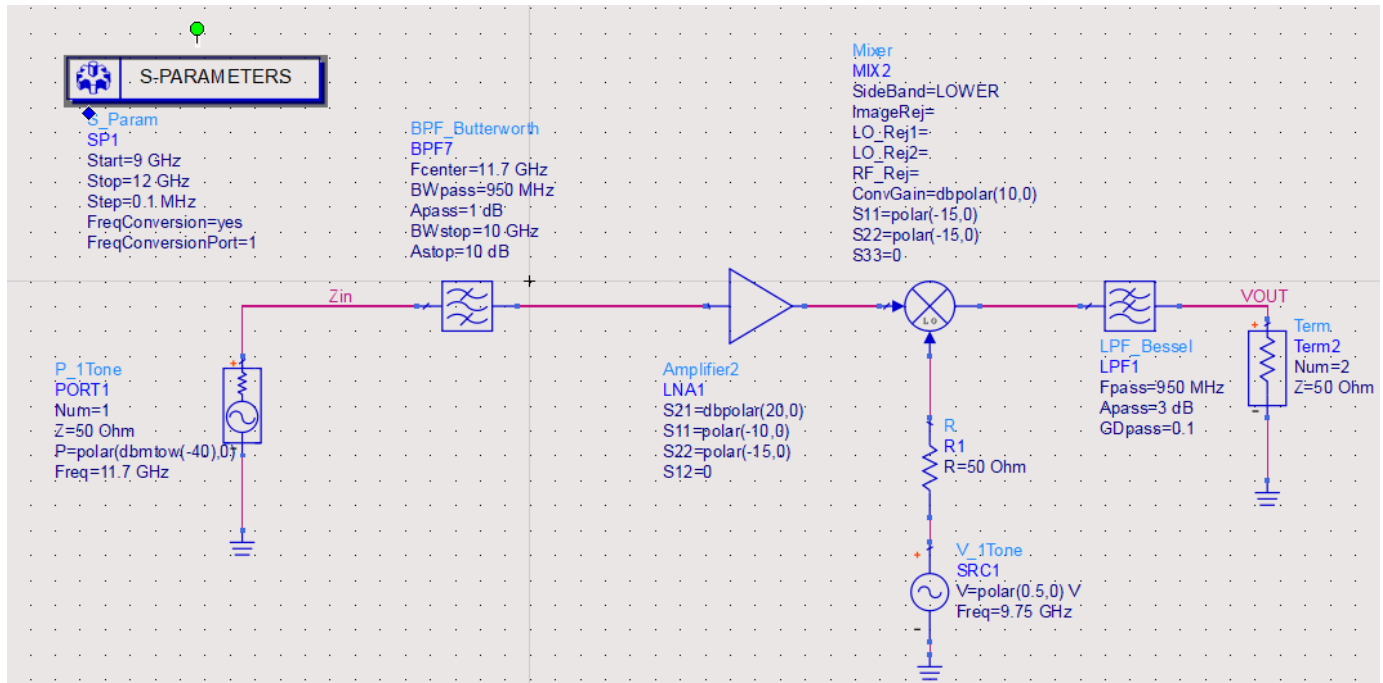 S-PARAMETERS
S_Param
SP1
Start=9 GHz
Stop=12 GHz
Step=0.1 MHz
FreqConversion=yes
FreqConversionPort=1
BPF_Butterworth
BPF7
Fcenter=11.7 GHz
BWpass=950 MHz
Apass=1 dB
BWstop=10 GHz
Astop=10 dB
Mixer
MIX2
SideBand=LOWER
ImageRej=
LO_Rej1=
LO_Rej2=
RF_Rej=
ConvGain=dbpolar(10,0)
S11=polar(-15,0)
S22=polar(-15,0)
S33=0
Zin
LO
VOUT
P_1Tone
PORT1
Num=1
Z=50 Ohm
P=polar(dbmtow(-40),0)
Freq=11.7 GHz
Amplifier2
LNA1
S21=dbpolar(20,0)
S11=polar(-10,0)
S22=polar(-15,0)
S12=0
R
R1
R=50 Ohm
V_1Tone
SRC1
V=polar(0.5,0) V
Freq=9.75 GHz
LPF_Bessel
LPF1
Fpass=950 MHz
Apass=3 dB
GDpass=0.1
Term
Term2
Num=2
Z=50 Ohm